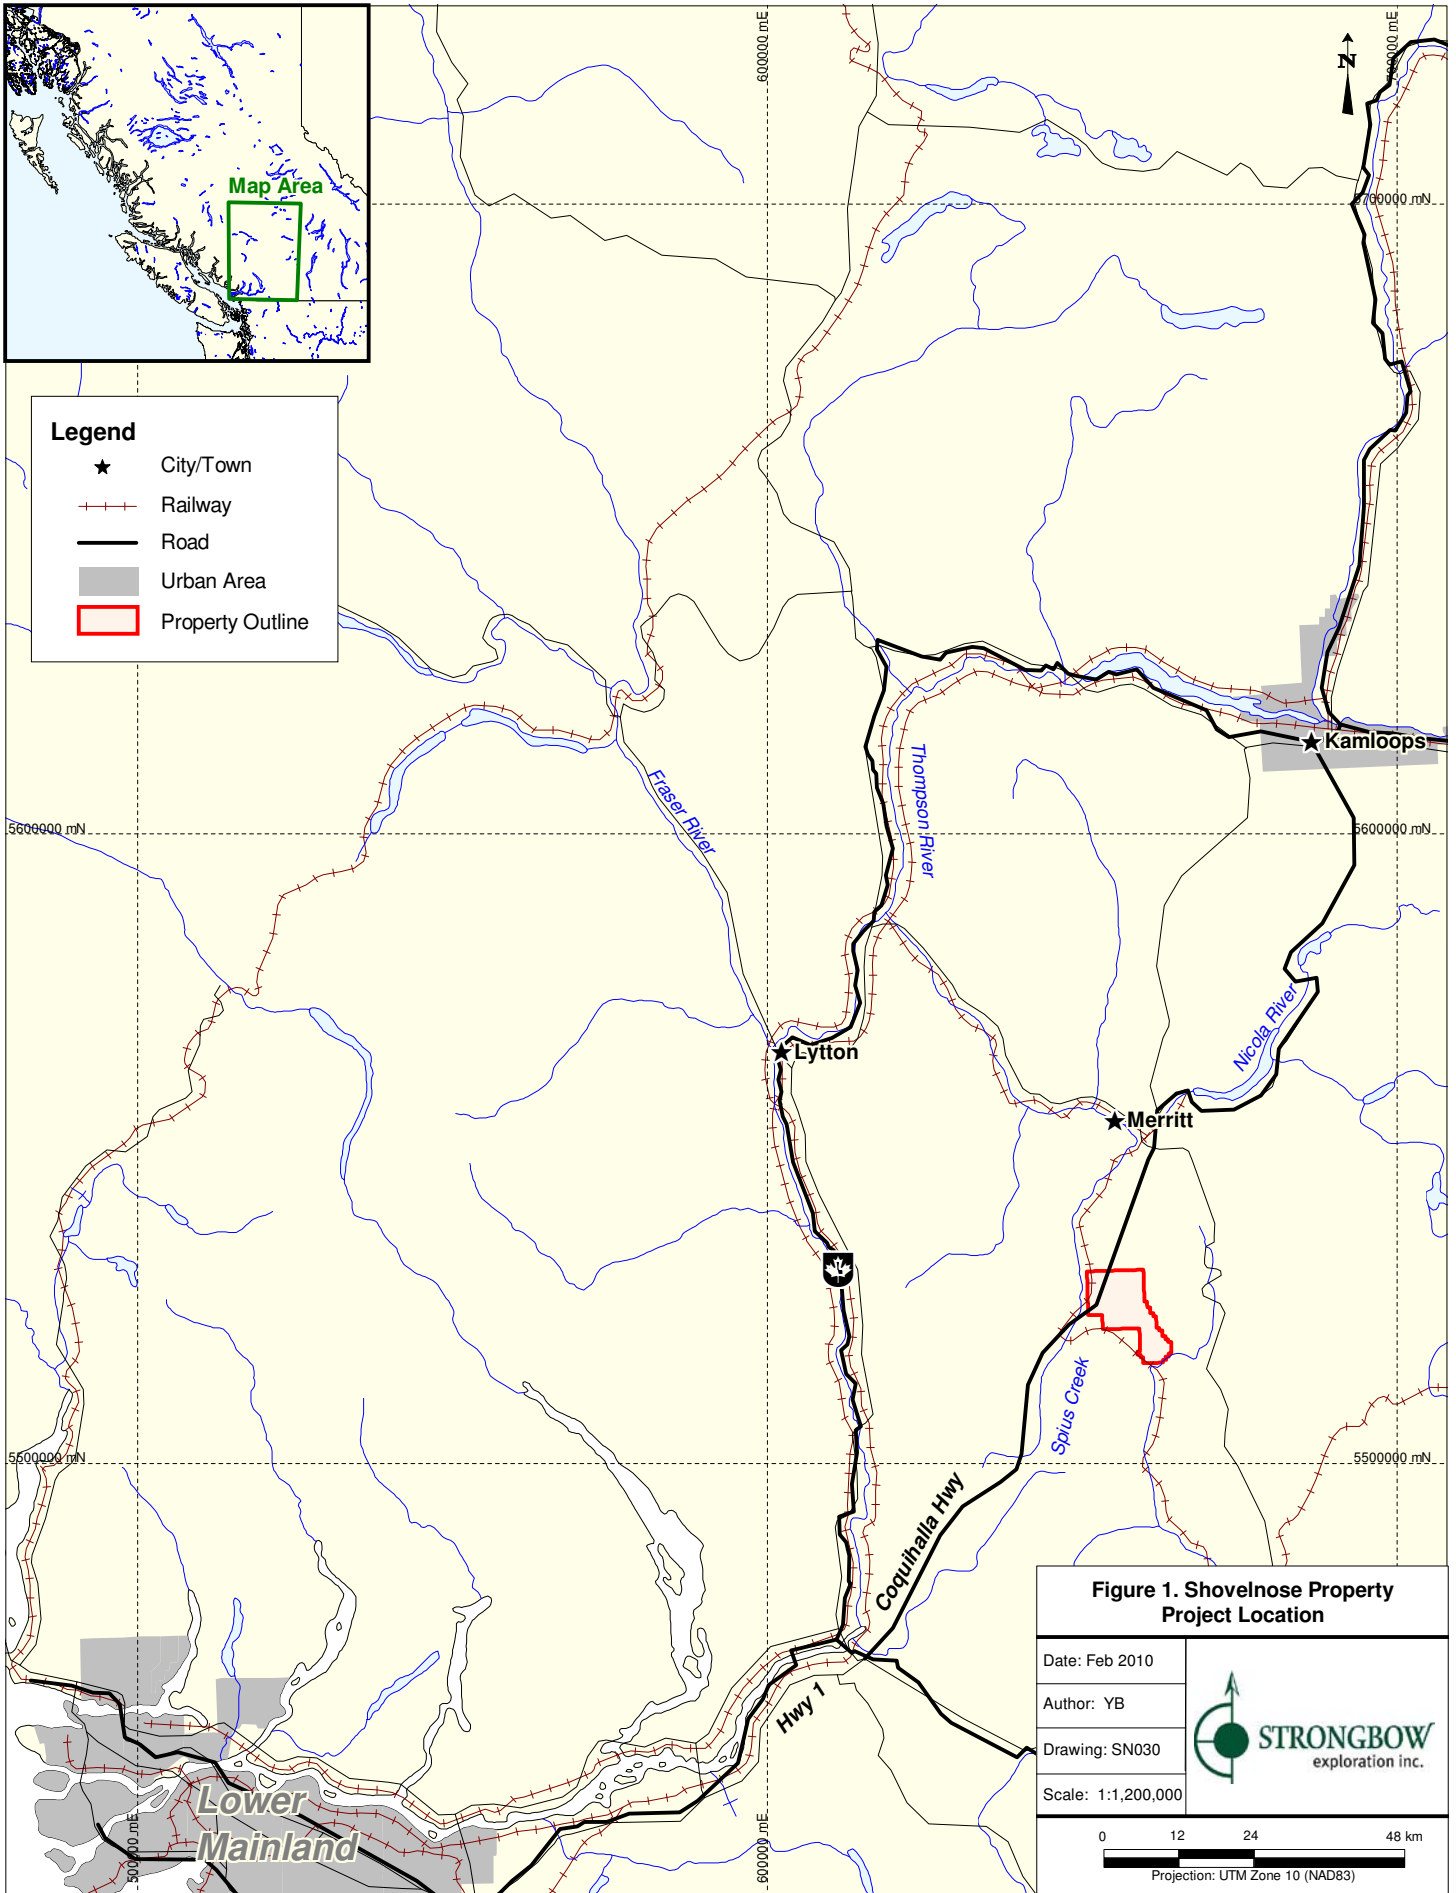 Map Area
600000 mE
700000 mE
N
5700000 mN
Legend
City/Town
Railway
Road
Urban Area
Property Outline
Kamloops
Fraser River
Thompson River
5600000 mN
5600000 mN
Nicola River
Lytton
Merritt
1
Spius Creek
5500000 mN
5500000 mN
Coquihalla Hwy
Hwy 1
Lower
Mainland
500000 mE
600000 mE
Figure 1. Shovelnose Property
Project Location
Date: Feb 2010
Author: YB
Drawing: SN030
Scale: 1:1,200,000
STRONGBOW
exploration inc.
0 12 24 48 km
Projection: UTM Zone 10 (NAD83)